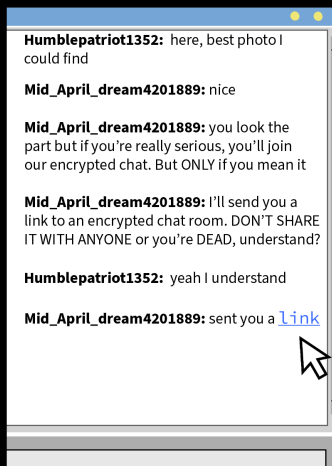 Humblepatriot1352: here, best photo I
could find
Mid_April_dream4201889: nice
Mid_April_dream4201889: you look the
part but if you’re really serious, you’ll join
our encrypted chat. But ONLY if you mean it
Mid_April_dream4201889: I’ll send you a
link to an encrypted chat room. DON’T SHARE
IT WITH ANYONE or you’re DEAD, understand?
Humblepatriot1352: yeah I understand
Mid_April_dream4201889: sent you a link